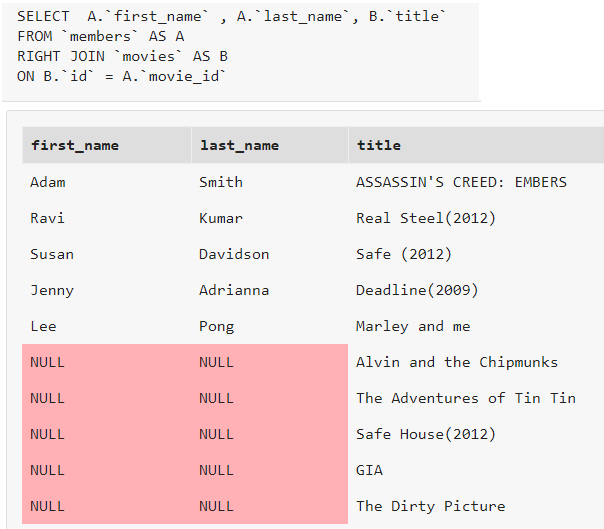 SELECT  A.`first_name` , A.`last_name`, B.`title`
FROM `members` AS A
RIGHT JOIN `movies` AS B
ON B.`id` = A.`movie_id`
first_name last_name title
Adam Smith ASSASSIN'S CREED: EMBERS
Ravi Kumar Real Steel(2012)
Susan Davidson Safe (2012)
Jenny Adrianna Deadline(2009)
Lee Pong Marley and me
NULL NULL Alvin and the Chipmunks
NULL NULL The Adventures of Tin Tin
NULL NULL Safe House(2012)
NULL NULL GIA
NULL NULL The Dirty Picture